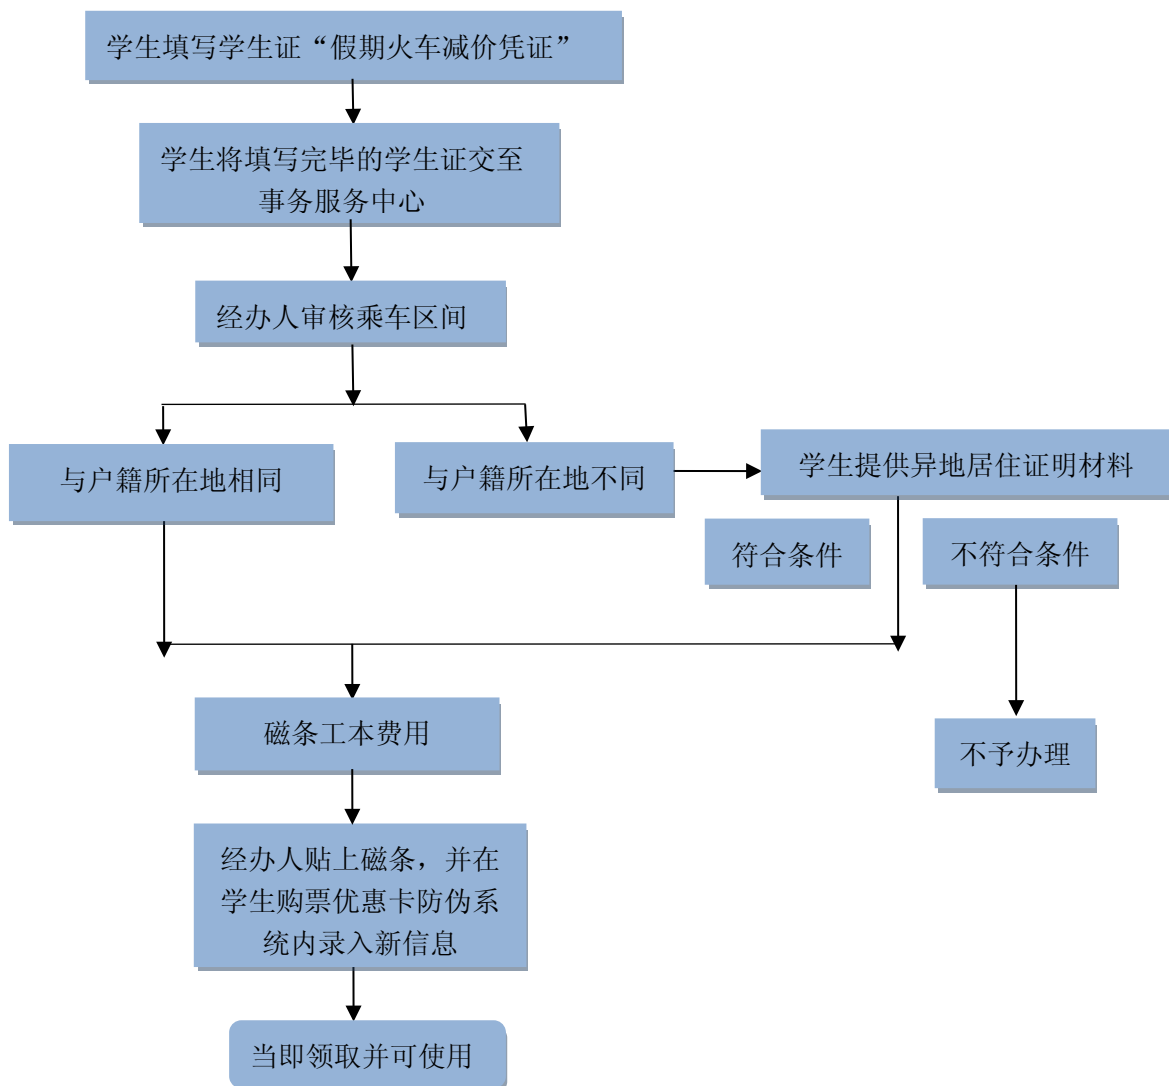 学生填写学生证“假期火车减价凭证”
学生将填写完毕的学生证交至
事务服务中心
经办人审核乘车区间
与户籍所在地相同
与户籍所在地不同
学生提供异地居住证明材料
符合条件
不符合条件
磁条工本费用
不予办理
经办人贴上磁条，并在
学生购票优惠卡防伪系
统内录入新信息
当即领取并可使用